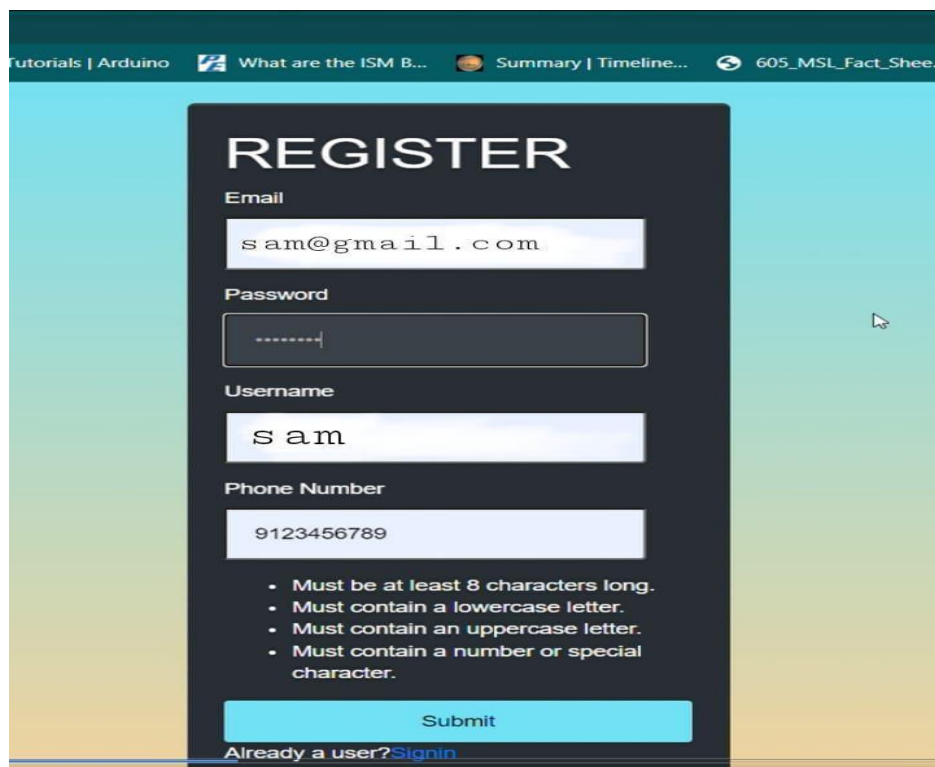 Tutorials | Arduino What are the ISM B... Summary | Timeline... 605_MSL_Fact_Shee.
REGISTER
Email
sam@gmail.com
Password
••••••••
Username
sam
Phone Number
9123456789
• Must be at least 8 characters long.
• Must contain a lowercase letter.
• Must contain an uppercase letter.
• Must contain a number or special
character.
Submit
Already a user?Signin